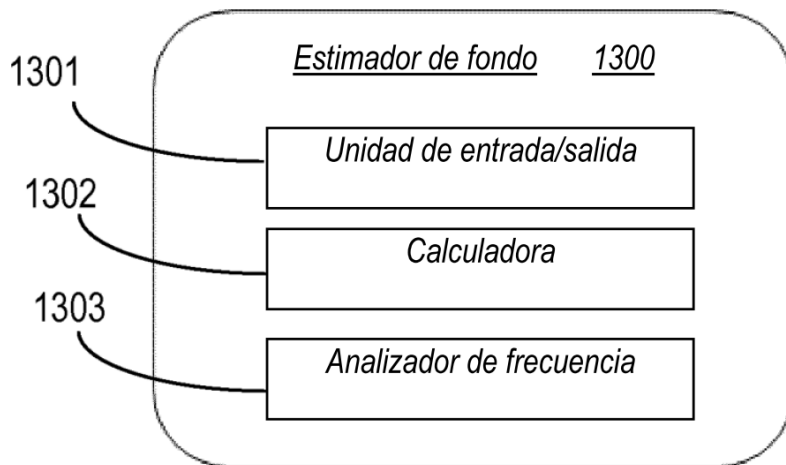 Estimador de fondo 1300
1301
Unidad de entrada/salida
1302
Calculadora
1303
Analizador de frecuencia